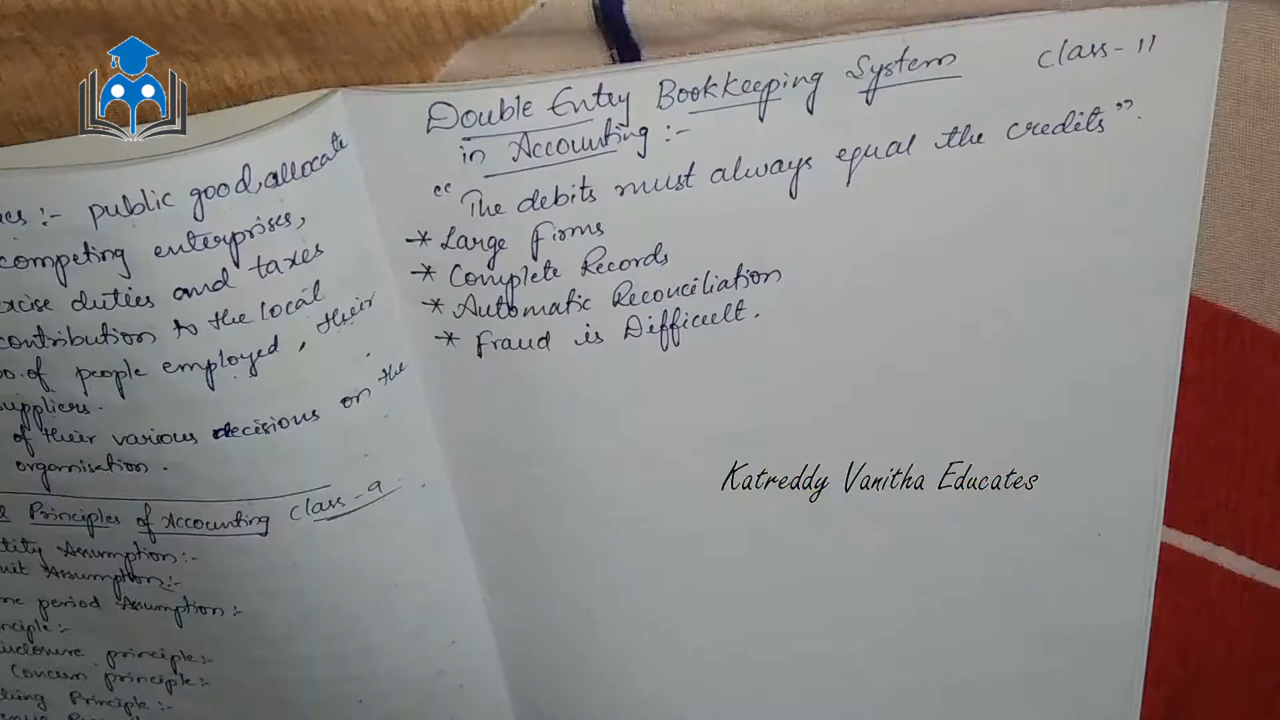 public good, allocate
competing enterprises,
duties and taxes
contribution to the local
of people employed, their
of their various decisions on the
organisation.
Principles of Accounting Class-9
Assumption:-
Assumption:-
period Assumption:-
principle:-
Concern principle:-
Principle:-
Double Entry Bookkeeping System Class-11
in Accounting:-
"The debits must always equal the credits".
* Large Firms
* Complete Records
* Automatic Reconciliation
* Fraud is Difficult.
Katreddy Vanitha Educates